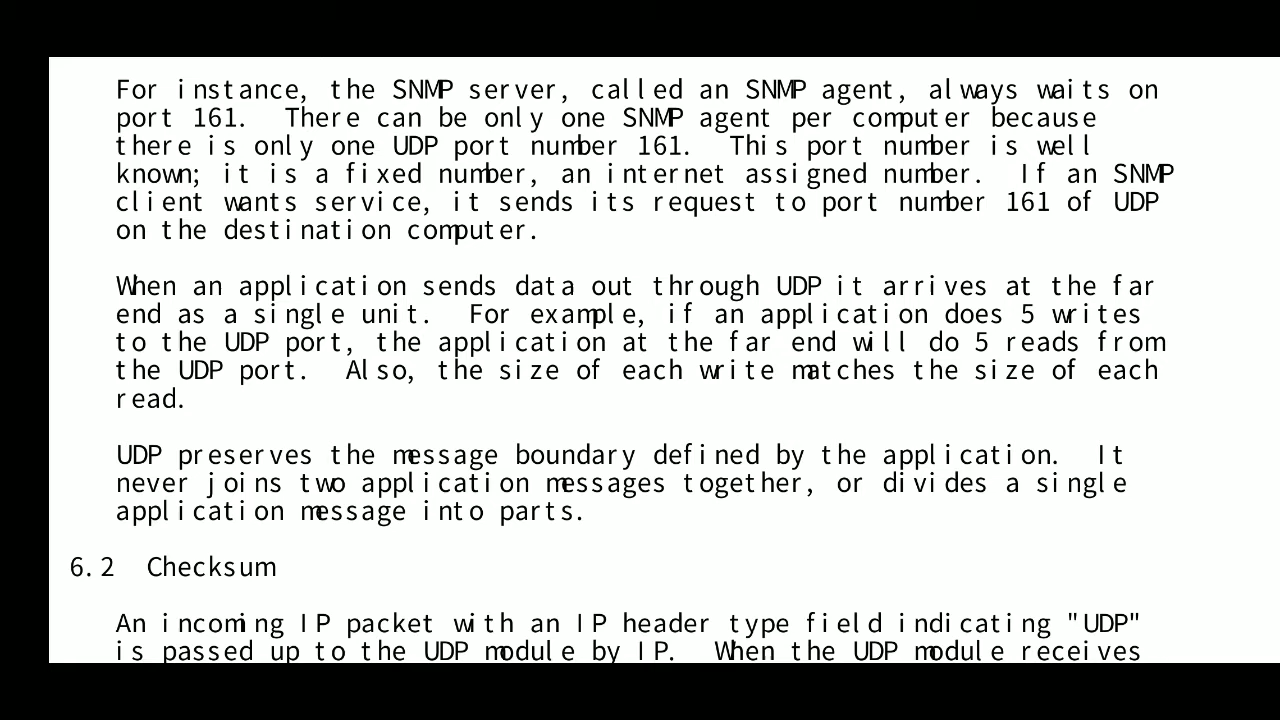 For instance, the SNMP server, called an SNMP agent, always waits on
port 161.  There can be only one SNMP agent per computer because
there is only one UDP port number 161.  This port number is well
known; it is a fixed number, an internet assigned number.  If an SNMP
client wants service, it sends its request to port number 161 of UDP
on the destination computer.
When an application sends data out through UDP it arrives at the far
end as a single unit.  For example, if an application does 5 writes
to the UDP port, the application at the far end will do 5 reads from
the UDP port.  Also, the size of each write matches the size of each
read.
UDP preserves the message boundary defined by the application.  It
never joins two application messages together, or divides a single
application message into parts.
6.2  Checksum
An incoming IP packet with an IP header type field indicating "UDP"
is passed up to the UDP module by IP.  When the UDP module receives